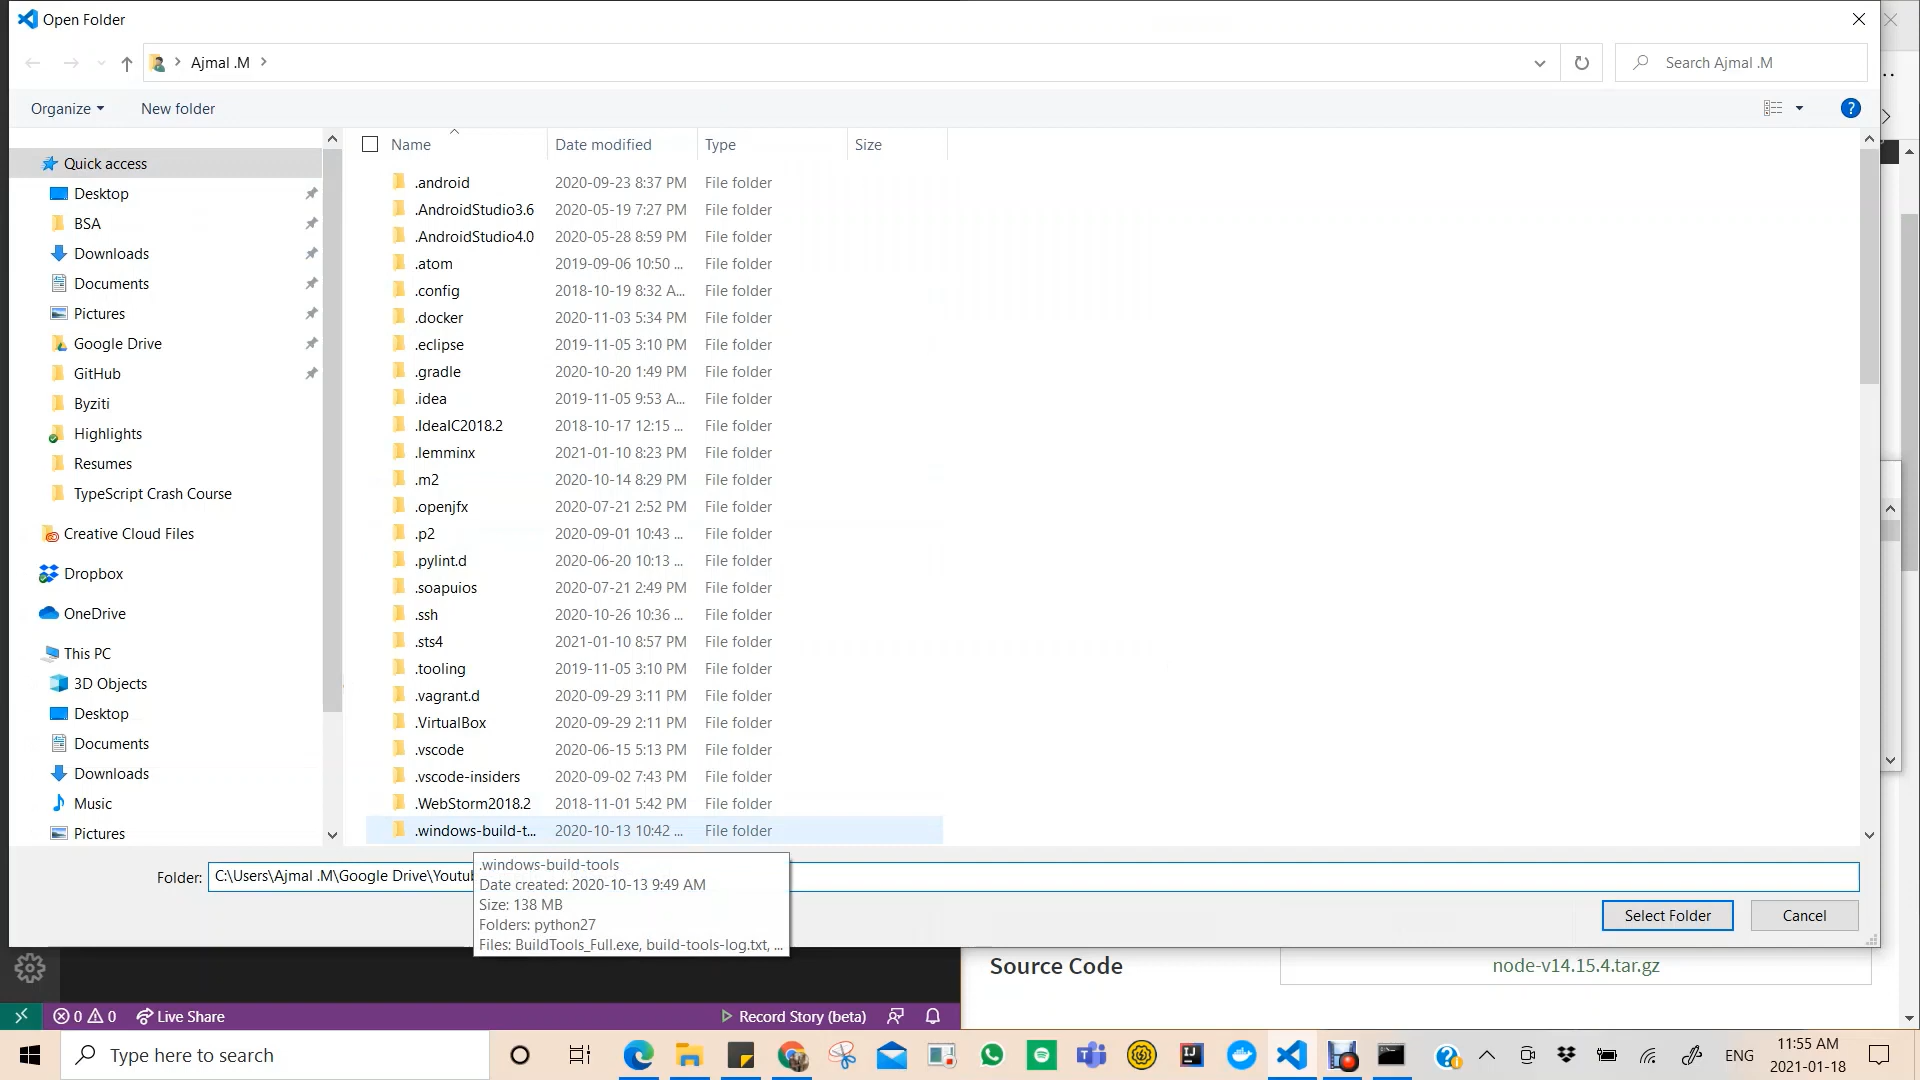 Open Folder
Ajmal .M
Search Ajmal .M
Organize
New folder
?
Name
Date modified
Type
Size
Quick access
Desktop
BSA
Downloads
Documents
Pictures
Google Drive
GitHub
Byziti
Highlights
Resumes
TypeScript Crash Course
Creative Cloud Files
Dropbox
OneDrive
This PC
3D Objects
Desktop
Documents
Downloads
Music
Pictures
.android 2020-09-23 8:37 PM File folder
.AndroidStudio3.6 2020-05-19 7:27 PM File folder
.AndroidStudio4.0 2020-05-28 8:59 PM File folder
.atom 2019-09-06 10:50 ... File folder
.config 2018-10-19 8:32 A... File folder
.docker 2020-11-03 5:34 PM File folder
.eclipse 2019-11-05 3:10 PM File folder
.gradle 2020-10-20 1:49 PM File folder
.idea 2019-11-05 9:53 A... File folder
.IdeaIC2018.2 2018-10-17 12:15 ... File folder
.lemminx 2021-01-10 8:23 PM File folder
.m2 2020-10-14 8:29 PM File folder
.openjfx 2020-07-21 2:52 PM File folder
.p2 2020-09-01 10:43 ... File folder
.pylint.d 2020-06-20 10:13 ... File folder
.soapuios 2020-07-21 2:49 PM File folder
.ssh 2020-10-26 10:36 ... File folder
.sts4 2021-01-10 8:57 PM File folder
.tooling 2019-11-05 3:10 PM File folder
.vagrant.d 2020-09-29 3:11 PM File folder
.VirtualBox 2020-09-29 2:11 PM File folder
.vscode 2020-06-15 5:13 PM File folder
.vscode-insiders 2020-09-02 7:43 PM File folder
.WebStorm2018.2 2018-11-01 5:42 PM File folder
.windows-build-t... 2020-10-13 10:42 ... File folder
.windows-build-tools
Date created: 2020-10-13 9:49 AM
Size: 138 MB
Folders: python27
Files: BuildTools_Full.exe, build-tools-log.txt, ...
Folder: C:\Users\Ajmal .M\Google Drive\Youtub
Select Folder
Cancel
Source Code
node-v14.15.4.tar.gz
0 0
Live Share
Record Story (beta)
Type here to search
ENG
11:55 AM
2021-01-18